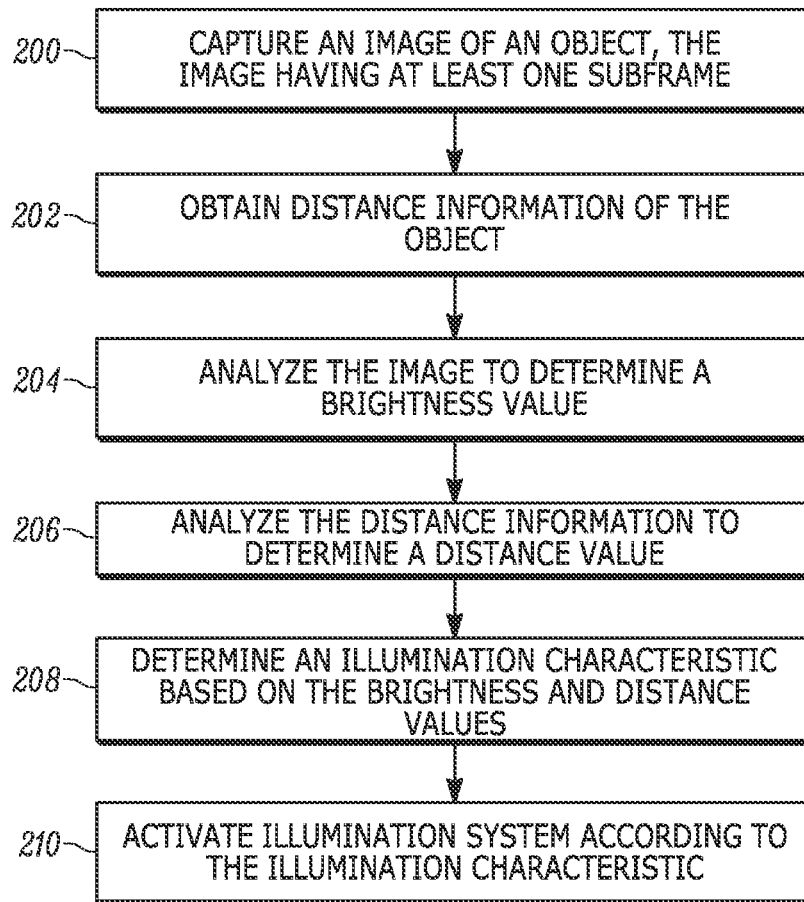 200
CAPTURE AN IMAGE OF AN OBJECT, THE
IMAGE HAVING AT LEAST ONE SUBFRAME
202
OBTAIN DISTANCE INFORMATION OF THE
OBJECT
204
ANALYZE THE IMAGE TO DETERMINE A
BRIGHTNESS VALUE
206
ANALYZE THE DISTANCE INFORMATION TO
DETERMINE A DISTANCE VALUE
208
DETERMINE AN ILLUMINATION CHARACTERISTIC
BASED ON THE BRIGHTNESS AND DISTANCE
VALUES
210
ACTIVATE ILLUMINATION SYSTEM ACCORDING TO
THE ILLUMINATION CHARACTERISTIC